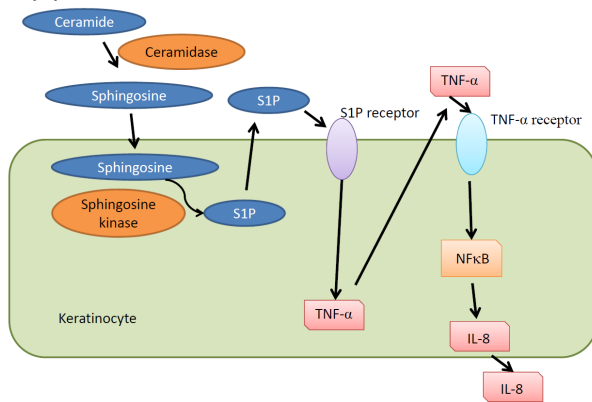 Ceramide
Ceramidase
Sphingosine
S1P
S1P receptor
TNF-α
TNF-α receptor
Sphingosine
Sphingosine
kinase
S1P
NFκB
TNF-α
Keratinocyte
IL-8
IL-8